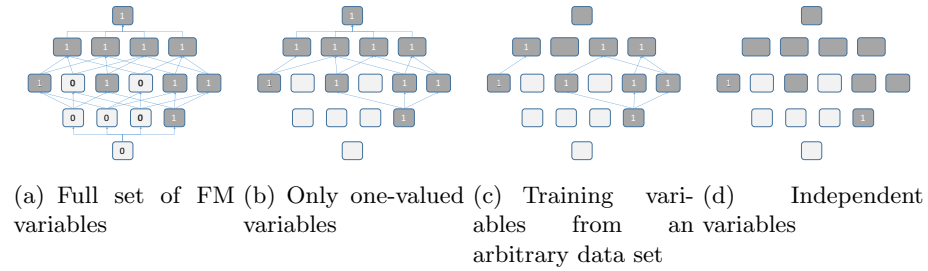 1
1 1 1 1
1 0 1 0 1 1
0 0 0 1
0
(a) Full set of FM
variables
1
1 1 1 1
1 1 1 1
1
(b) Only one-valued
variables
1 1 1
1 1 1 1
1
(c) Training vari-
ables from an
arbitrary data set
1
1
(d) Independent
variables